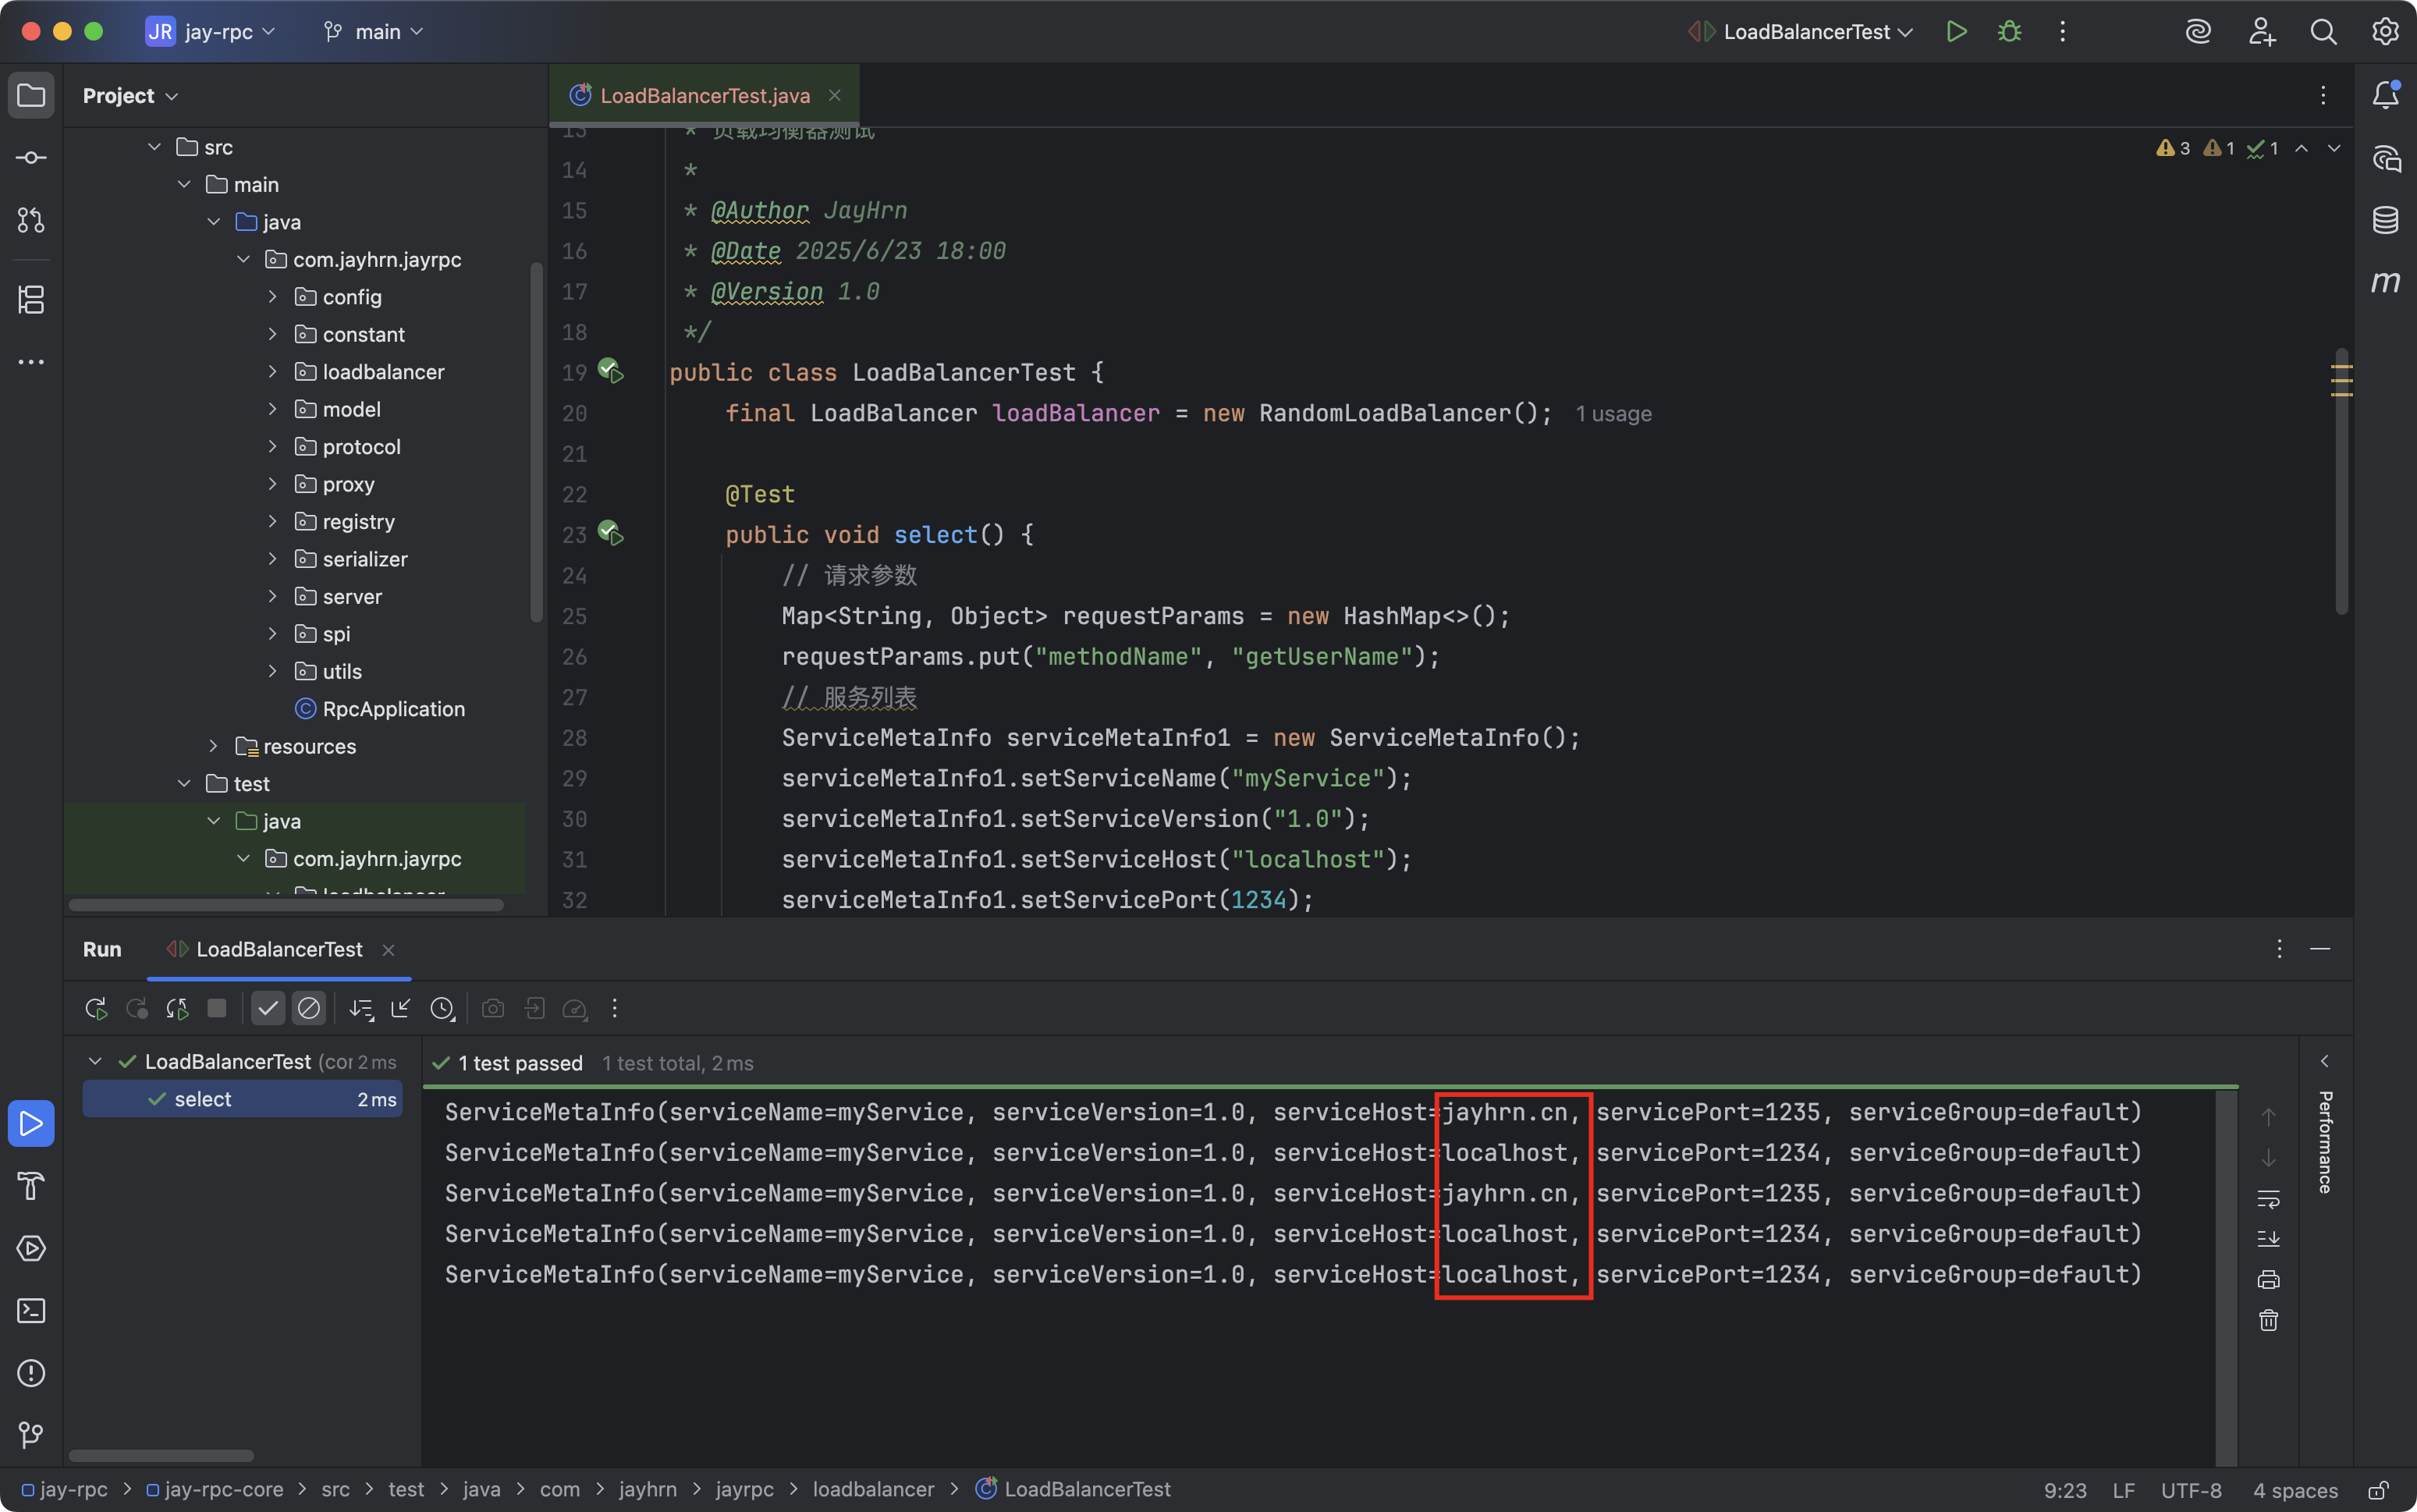 JR jay-rpc main LoadBalancerTest
Project
src
main
java
com.jayhrn.jayrpc
config
constant
loadbalancer
model
protocol
proxy
registry
serializer
server
spi
utils
RpcApplication
resources
test
java
com.jayhrn.jayrpc
loadbalancer
LoadBalancerTest.java
3 1 1
13 * 负载均衡器测试
14 *
15 * @Author JayHrn
16 * @Date 2025/6/23 18:00
17 * @Version 1.0
18 */
19 public class LoadBalancerTest {
20 final LoadBalancer loadBalancer = new RandomLoadBalancer(); 1 usage
21
22 @Test
23 public void select() {
24 // 请求参数
25 Map<String, Object> requestParams = new HashMap<>();
26 requestParams.put("methodName", "getUserName");
27 // 服务列表
28 ServiceMetaInfo serviceMetaInfo1 = new ServiceMetaInfo();
29 serviceMetaInfo1.setServiceName("myService");
30 serviceMetaInfo1.setServiceVersion("1.0");
31 serviceMetaInfo1.setServiceHost("localhost");
32 serviceMetaInfo1.setServicePort(1234);
m
Run LoadBalancerTest
LoadBalancerTest (cor 2 ms
select 2 ms
1 test passed 1 test total, 2 ms
ServiceMetaInfo(serviceName=myService, serviceVersion=1.0, serviceHost=jayhrn.cn, servicePort=1235, serviceGroup=default)
ServiceMetaInfo(serviceName=myService, serviceVersion=1.0, serviceHost=localhost, servicePort=1234, serviceGroup=default)
ServiceMetaInfo(serviceName=myService, serviceVersion=1.0, serviceHost=jayhrn.cn, servicePort=1235, serviceGroup=default)
ServiceMetaInfo(serviceName=myService, serviceVersion=1.0, serviceHost=localhost, servicePort=1234, serviceGroup=default)
ServiceMetaInfo(serviceName=myService, serviceVersion=1.0, serviceHost=localhost, servicePort=1234, serviceGroup=default)
Performance
jay-rpc > jay-rpc-core > src > test > java > com > jayhrn > jayrpc > loadbalancer > LoadBalancerTest
9:23 LF UTF-8 4 spaces